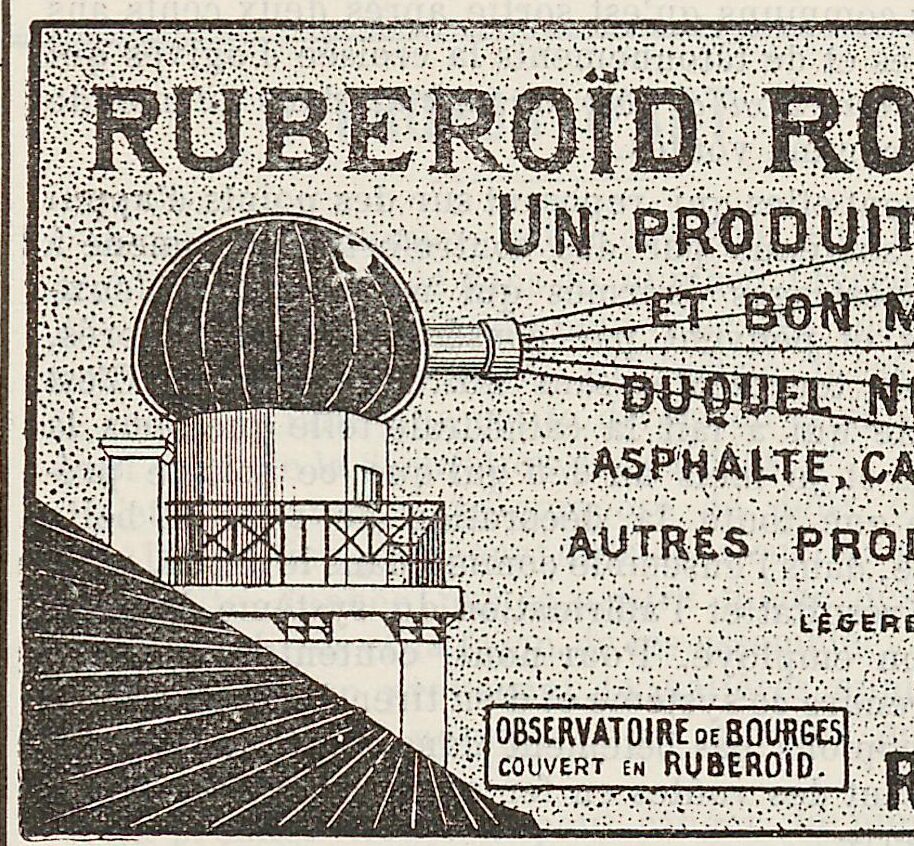 RUBEROÏD RO
UN PRODUIT
ET BON M
DUQUEL N
ASPHALTE, CA
AUTRES PRO
LÉGÈRE
OBSERVATOIRE DE BOURGES
COUVERT EN RUBEROÏD.
R